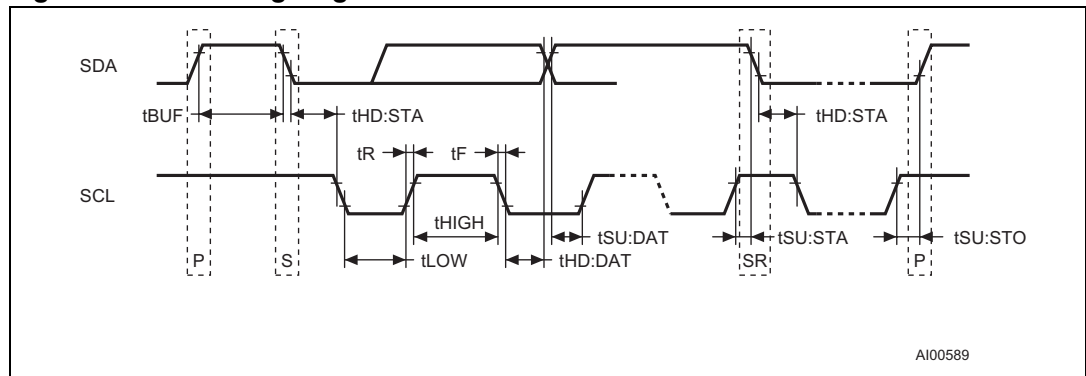 SDA
tBUF
tHD:STA
tHD:STA
tR
tF
SCL
tHIGH
tSU:DAT
tSU:STA
tSU:STO
P
S
tLOW
tHD:DAT
SR
P
AI00589